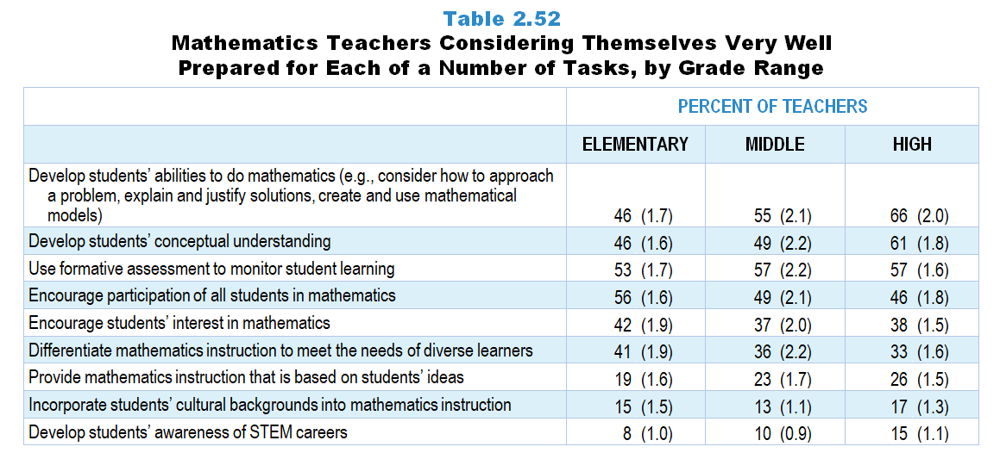 Table 2.52
Mathematics Teachers Considering Themselves Very Well
Prepared for Each of a Number of Tasks, by Grade Range
PERCENT OF TEACHERS
ELEMENTARY MIDDLE HIGH
Develop students’ abilities to do mathematics (e.g., consider how to approach
a problem, explain and justify solutions, create and use mathematical
models) 46 (1.7) 55 (2.1) 66 (2.0)
Develop students’ conceptual understanding 46 (1.6) 49 (2.2) 61 (1.8)
Use formative assessment to monitor student learning 53 (1.7) 57 (2.2) 57 (1.6)
Encourage participation of all students in mathematics 56 (1.6) 49 (2.1) 46 (1.8)
Encourage students’ interest in mathematics 42 (1.9) 37 (2.0) 38 (1.5)
Differentiate mathematics instruction to meet the needs of diverse learners 41 (1.9) 36 (2.2) 33 (1.6)
Provide mathematics instruction that is based on students’ ideas 19 (1.6) 23 (1.7) 26 (1.5)
Incorporate students’ cultural backgrounds into mathematics instruction 15 (1.5) 13 (1.1) 17 (1.3)
Develop students’ awareness of STEM careers 8 (1.0) 10 (0.9) 15 (1.1)